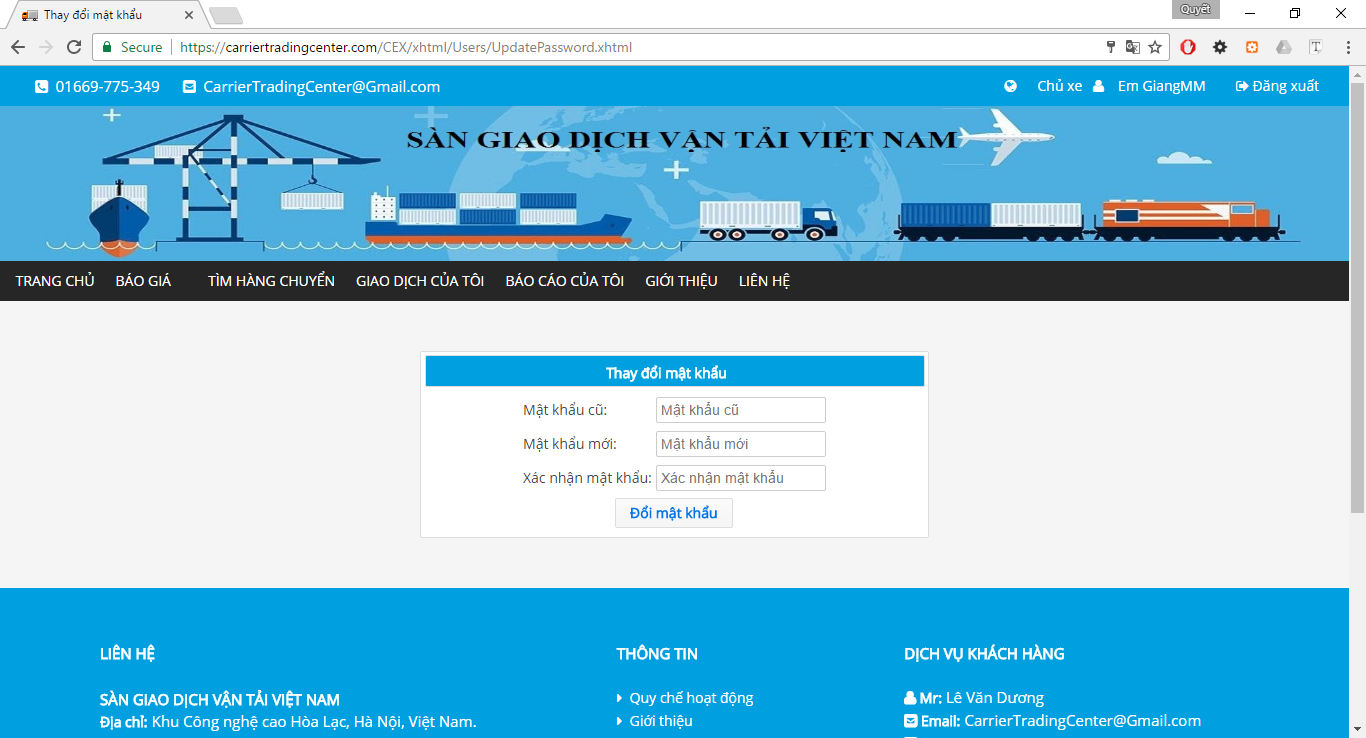 Thay đổi mật khẩu
Quyết
Secure https://carriertradingcenter.com/CEX/xhtml/Users/UpdatePassword.xhtml
01669-775-349 CarrierTradingCenter@Gmail.com Chủ xe Em GiangMM Đăng xuất
SÀN GIAO DỊCH VẬN TẢI VIỆT NAM
TRANG CHỦ BÁO GIÁ TÌM HÀNG CHUYỂN GIAO DỊCH CỦA TÔI BÁO CÁO CỦA TÔI GIỚI THIỆU LIÊN HỆ
Thay đổi mật khẩu
Mật khẩu cũ: Mật khẩu cũ
Mật khẩu mới: Mật khẩu mới
Xác nhận mật khẩu: Xác nhận mật khẩu
Đổi mật khẩu
LIÊN HỆ
SÀN GIAO DỊCH VẬN TẢI VIỆT NAM
Địa chỉ: Khu Công nghệ cao Hòa Lạc, Hà Nội, Việt Nam.
THÔNG TIN
Quy chế hoạt động
Giới thiệu
DỊCH VỤ KHÁCH HÀNG
Mr: Lê Văn Dương
Email: CarrierTradingCenter@Gmail.com